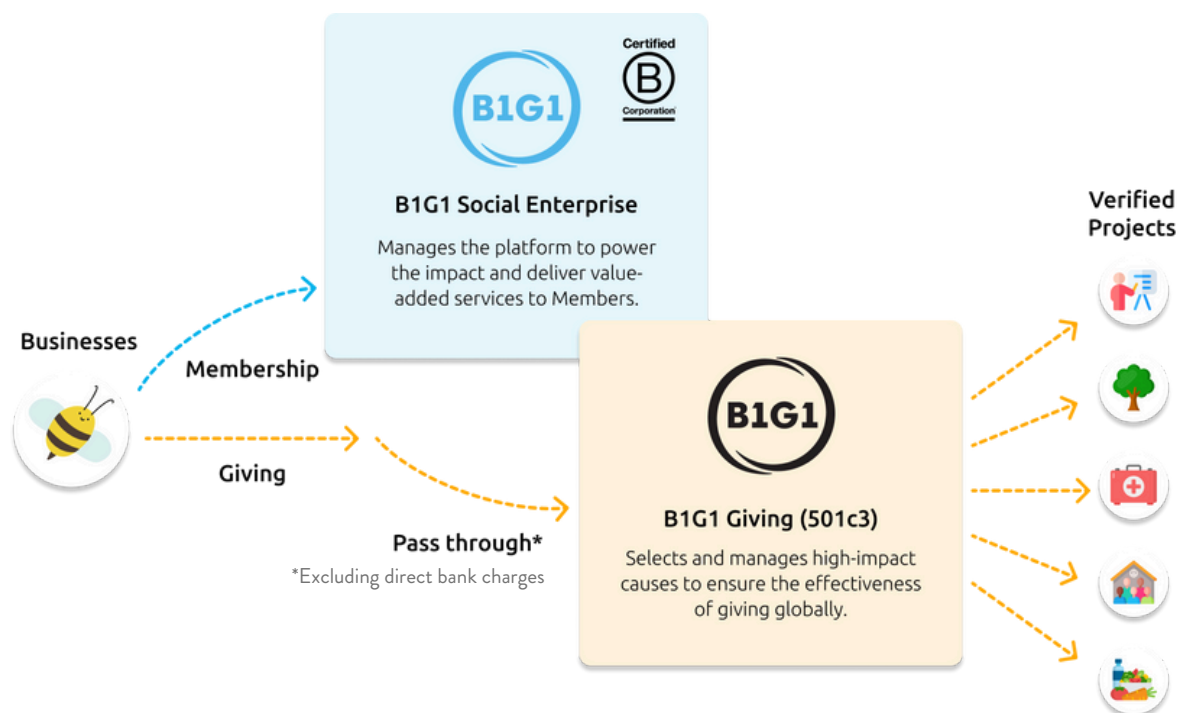 Certified
B
Corporation
B1G1
B1G1 Social Enterprise
Manages the platform to power
the impact and deliver value-
added services to Members.
Businesses
Membership
Giving
Pass through*
*Excluding direct bank charges
B1G1
B1G1 Giving (501c3)
Selects and manages high-impact
causes to ensure the effectiveness
of giving globally.
Verified
Projects